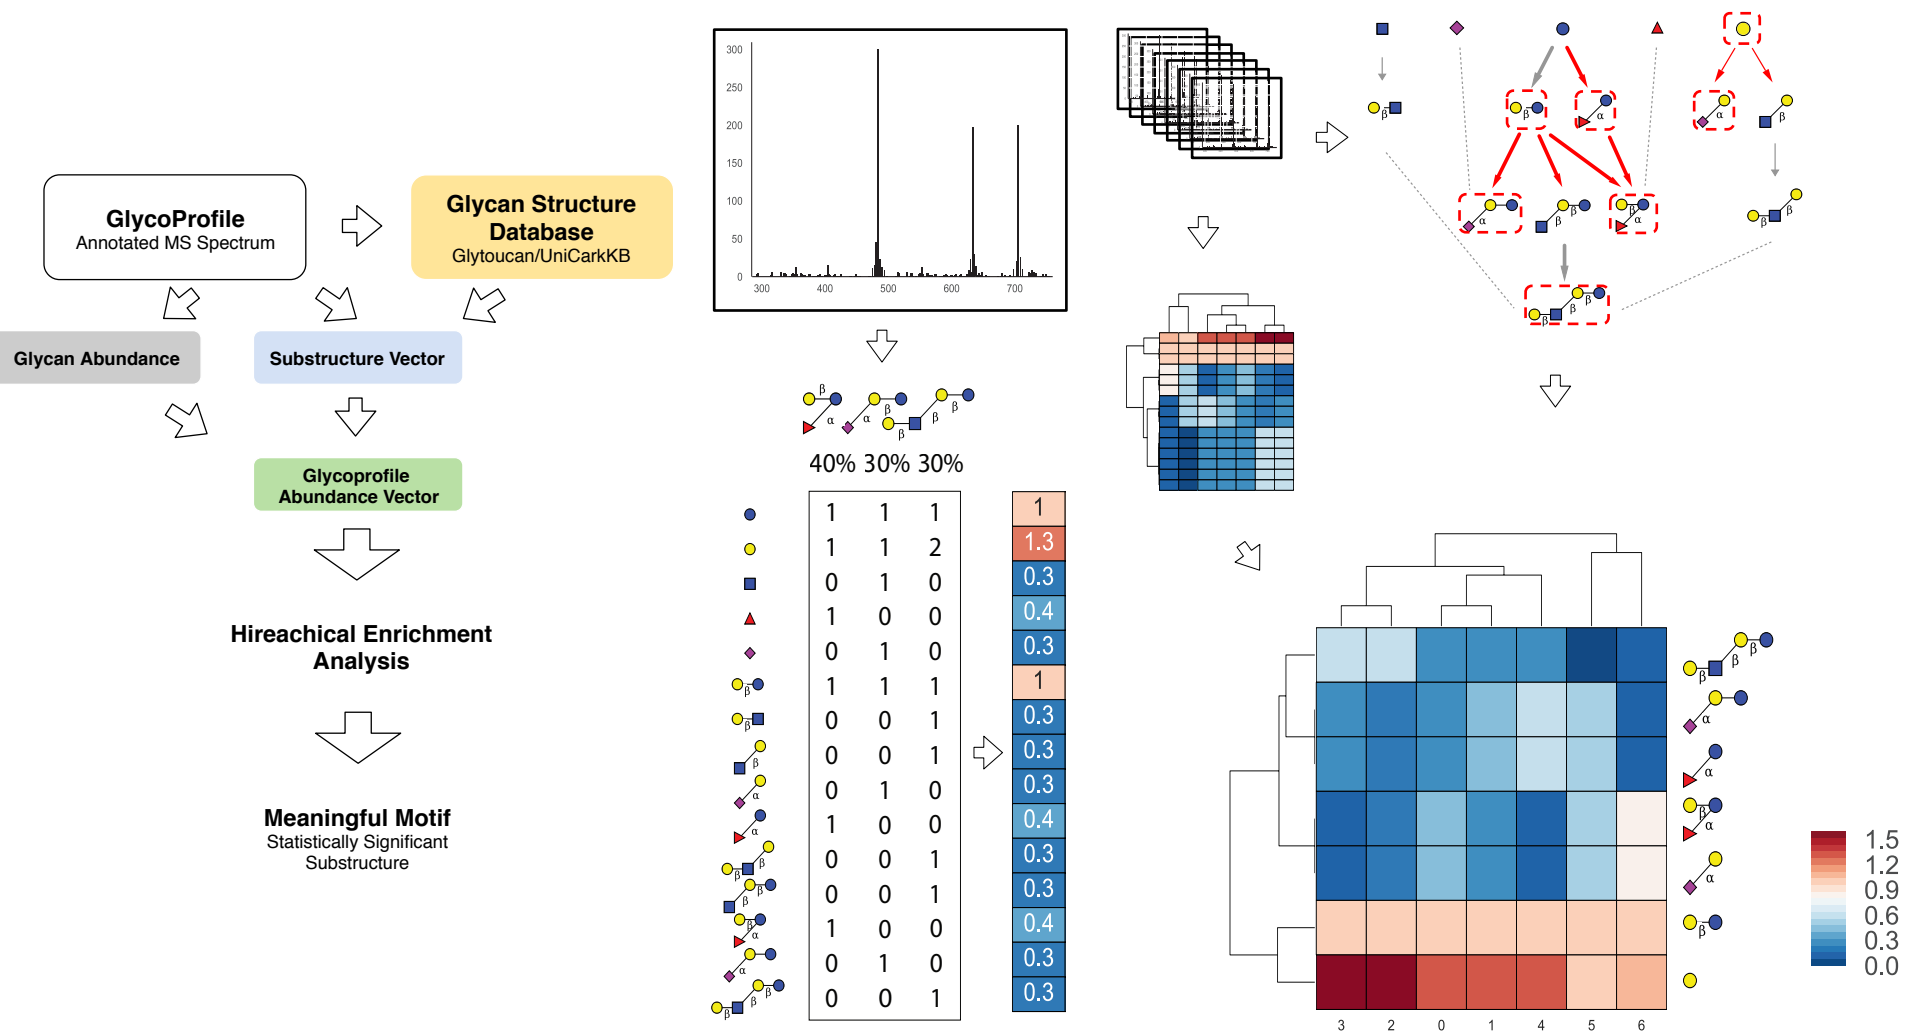 GlycoProfile
Annotated MS Spectrum
Glycan Structure
Database
Glytoucan/UniCarkKB
Glycan Abundance
Substructure Vector
Glycoprofile
Abundance Vector
Hireachical Enrichment
Analysis
Meaningful Motif
Statistically Significant
Substructure
300
250
200
150
100
50
0
300 400 500 600 700
β
α
α
β
β
β
β
40% 30% 30%
1 1 1 1
1 1 2 1.3
0 1 0 0.3
1 0 0 0.4
0 1 0 0.3
β 1 1 1 1
β 0 0 1 0.3
β 0 0 1 0.3
α 0 1 0 0.3
α 1 0 0 0.4
β β 0 0 1 0.3
β β 0 0 1 0.3
β α 1 0 0 0.4
α 0 1 0 0.3
β β β 0 0 1 0.3
β β α α β
α β β β α β β
β β β
β β β
α
α
β α
α
β
3 2 0 1 4 5 6
1.5
1.2
0.9
0.6
0.3
0.0